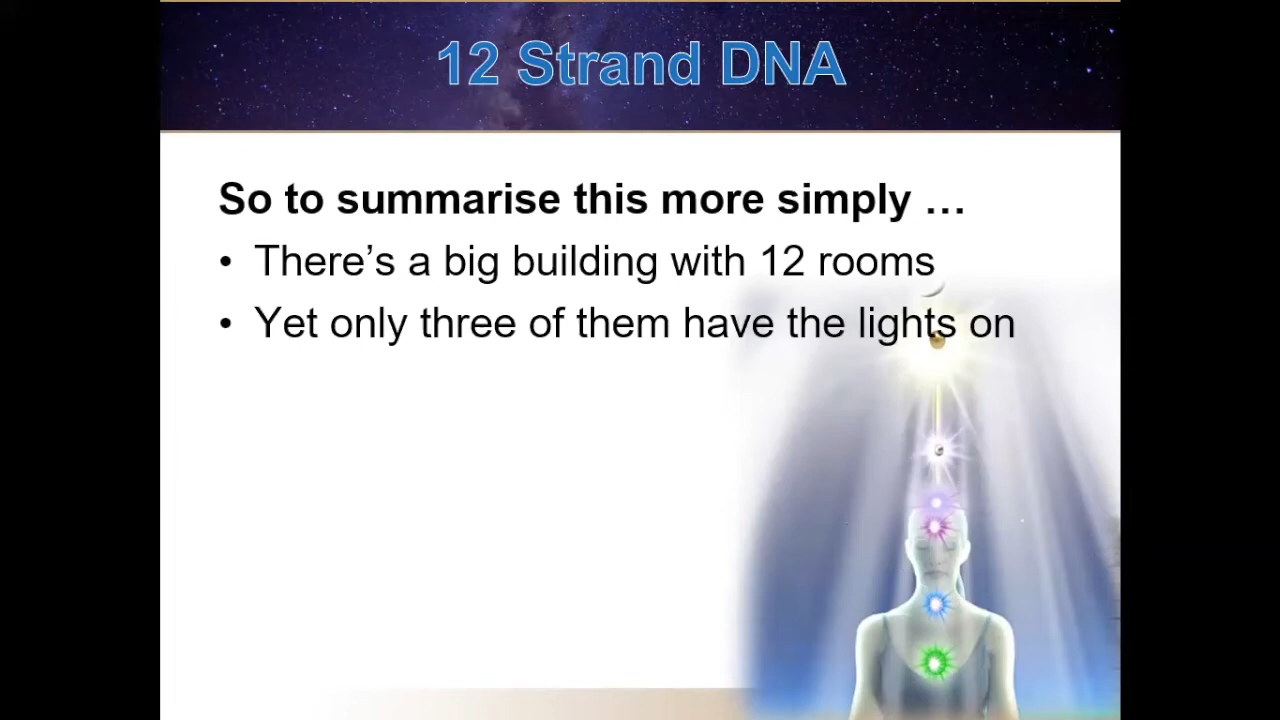 12 Strand DNA
So to summarise this more simply …
• There’s a big building with 12 rooms
• Yet only three of them have the lights on